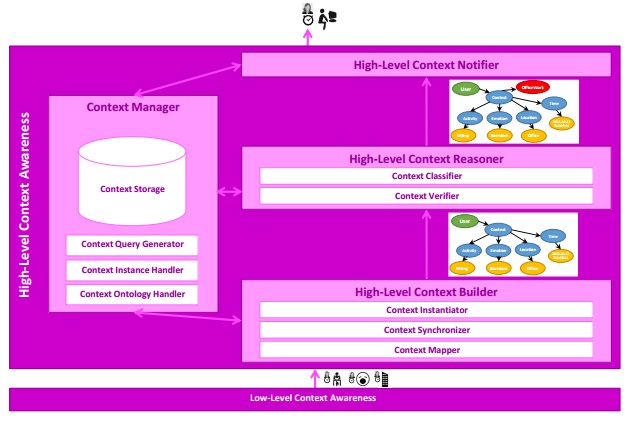 High-Level Context Awareness
High-Level Context Notifier
Context Manager
Context Storage
Context Query Generator
Context Instance Handler
Context Ontology Handler
User
OfficeWork
Context
Time
Activity
Emotion
Location
Sitting
Boredom
Office
High-Level Context Reasoner
Context Classifier
Context Verifier
User
Context
Time
Activity
Emotion
Location
Sitting
Boredom
Office
High-Level Context Builder
Context Instantiator
Context Synchronizer
Context Mapper
Low-Level Context Awareness